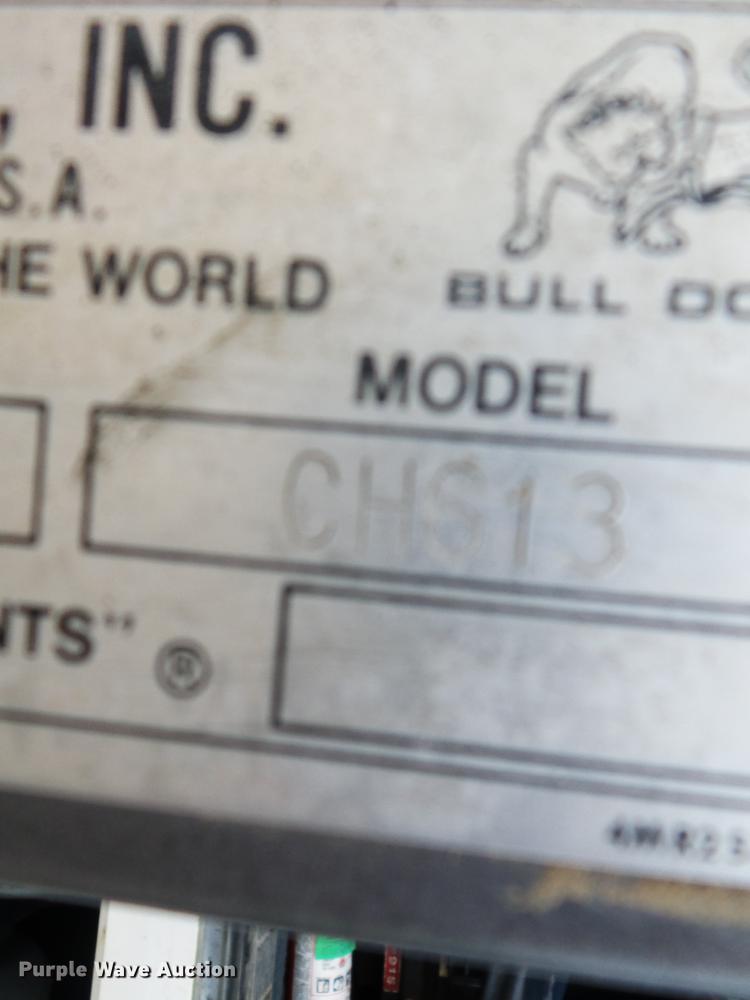 , INC.
S.A.
HE WORLD
BULL DO
MODEL
CHS13
NTS" ®
Purple Wave Auction